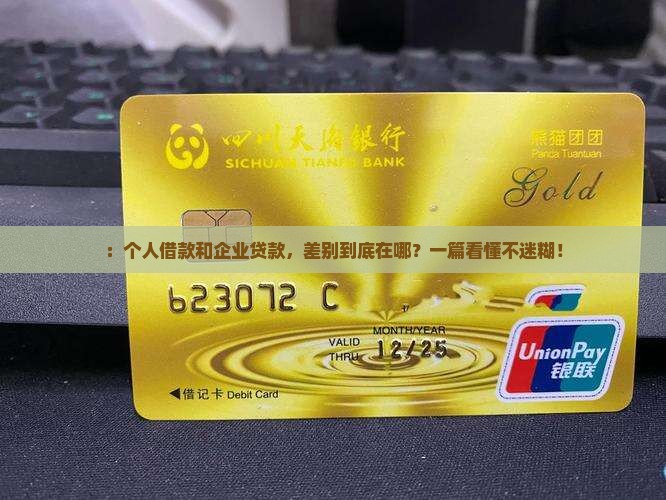 四川天府银行
SICHUAN TIANFU BANK
熊猫团团
Panda Tuantuan
Gold
：个人借款和企业贷款，差别到底在哪？一篇看懂不迷糊！
623072 C
MONTH/YEAR
VALID
THRU
12/25
UnionPay
银联
◀借记卡 Debit Card